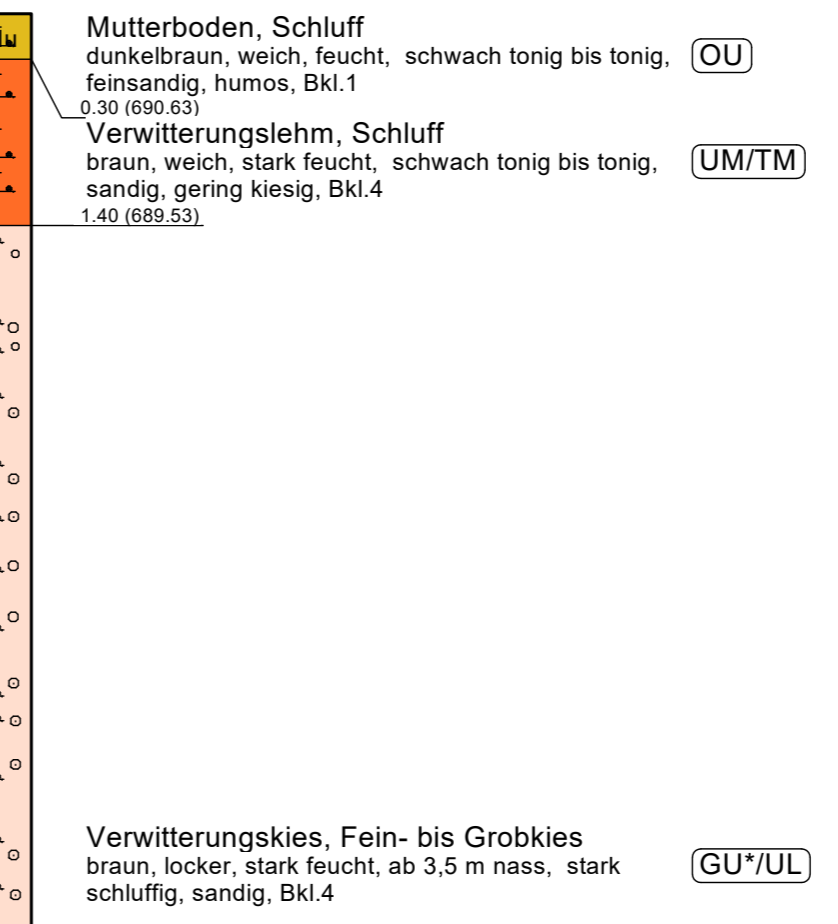 Mutterboden, Schluff
dunkelbraun, weich, feucht,  schwach tonig bis tonig, OU
feinsandig, humos, Bkl.1
0.30 (690.63)
Verwitterungslehm, Schluff
braun, weich, stark feucht,  schwach tonig bis tonig, UM/TM
sandig, gering kiesig, Bkl.4
1.40 (689.53)
Verwitterungskies, Fein- bis Grobkies
braun, locker, stark feucht, ab 3,5 m nass,  stark GU*/UL
schluffig, sandig, Bkl.4